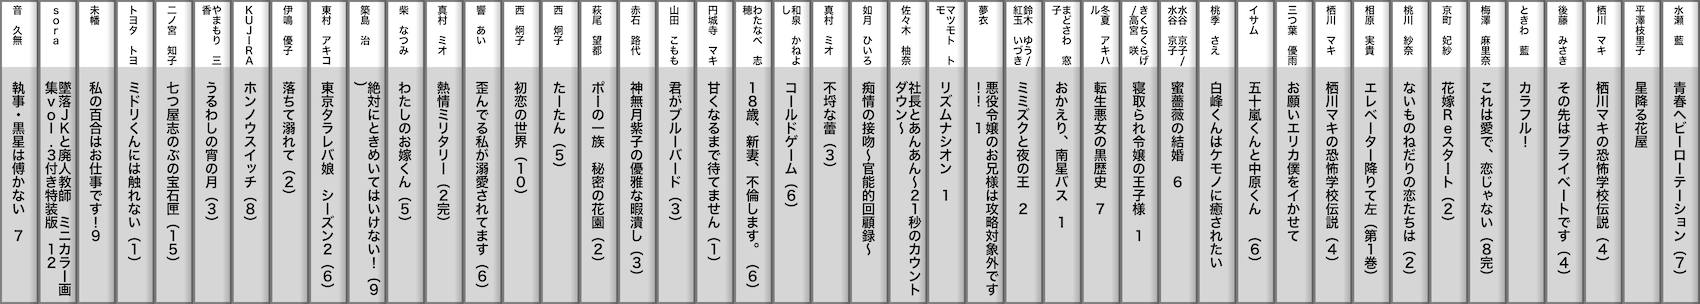 水瀬 藍
青春ヘビーローテーション（7）
平澤枝里子
星降る花屋
栖川 マキ
栖川マキの恐怖学校伝説（4）
後藤 みさき
その先はプライベートです（4）
ときわ 藍
カラフル！
梅澤 麻里奈
これは愛で、恋じゃない（8完）
京町 妃紗
花嫁Reスタート（2）
桃川 紗奈
ないものねだりの恋たちは（2）
相原 実貴
エレベーター降りて左（第1巻）
栖川 マキ
栖川マキの恐怖学校伝説（4）
三つ葉 優雨
お願いエリカ僕をイかせて
イサム
五十嵐くんと中原くん （6）
桃季 さえ
白峰くんはケモノに癒されたい
水谷 京子/
水谷 京子
蜜薔薇の結婚 6
きくちくらげ
/高宮 咲
寝取られ令嬢の王子様 1
冬夏 アキハ
ル
転生悪女の黒歴史 7
まどさわ 窓
子
おかえり、南星バス 1
鈴木 ゆう/
紅玉 いづき
ミミズクと夜の王 2
夢衣
悪役令嬢のお兄様は攻略対象外です
！！ 1
マツモト ト
モ
リズムナシオン 1
佐々木 柚奈
社長とあんあん～21秒のカウント
ダウン～
如月 ひいろ
痴情の接吻～官能的回顧録～
真村 ミオ
不埒な蕾（3）
和泉 かねよ
し
コールドゲーム（6）
わたなべ 志
穂
18歳、新妻、不倫します。（6）
円城寺 マキ
甘くなるまで待てません（1）
山田 こもも
君がブルーバード（3）
赤石 路代
神無月紫子の優雅な暇潰し（3）
萩尾 望都
ポーの一族 秘密の花園（2）
響 あい
歪んでる私が溺愛されてます（6）
西 炯子
初恋の世界（10）
西 炯子
たーたん（5）
真村 ミオ
熱情ミリタリー（2完）
柴 なつみ
わたしのお嫁くん（5）
築島 治
絶対にときめいてはいけない！（9
）
東村 アキコ
東京タラレバ娘 シーズン2（6）
伊鳴 優子
落ちて溺れて（2）
KUJIRA
ホンノウスイッチ（8）
やまもり 三
香
うるわしの宵の月（3）
二ノ宮 知子
七つ屋志のぶの宝石匣（15）
トヨタ トヨ
ミドリくんには触れない（1）
未幡
私の百合はお仕事です！9
sora
墜落JKと廃人教師 ミニカラー画
集vol.3付き特装版 12
音 久無
執事・黒星は傅かない 7